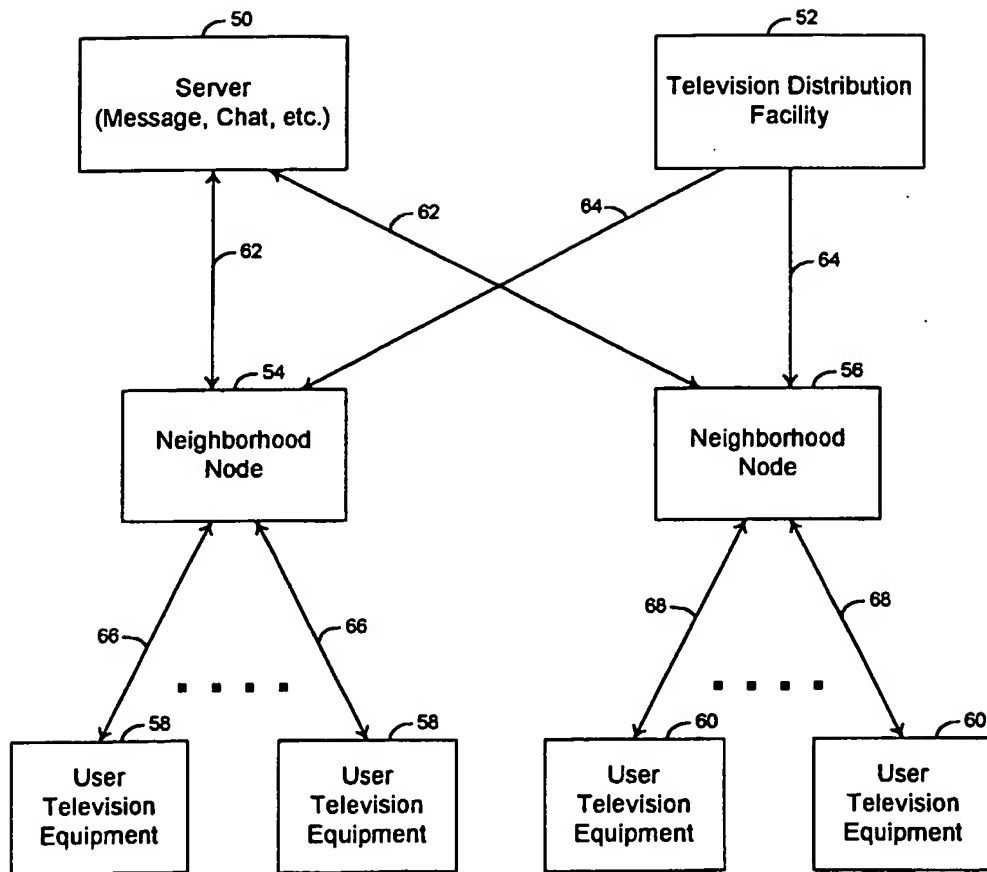 50
52
Server
(Message, Chat, etc.)
Television Distribution
Facility
62
62
64
64
54
56
Neighborhood
Node
Neighborhood
Node
66
66
68
68
58
58
60
60
User
Television
Equipment
User
Television
Equipment
User
Television
Equipment
User
Television
Equipment